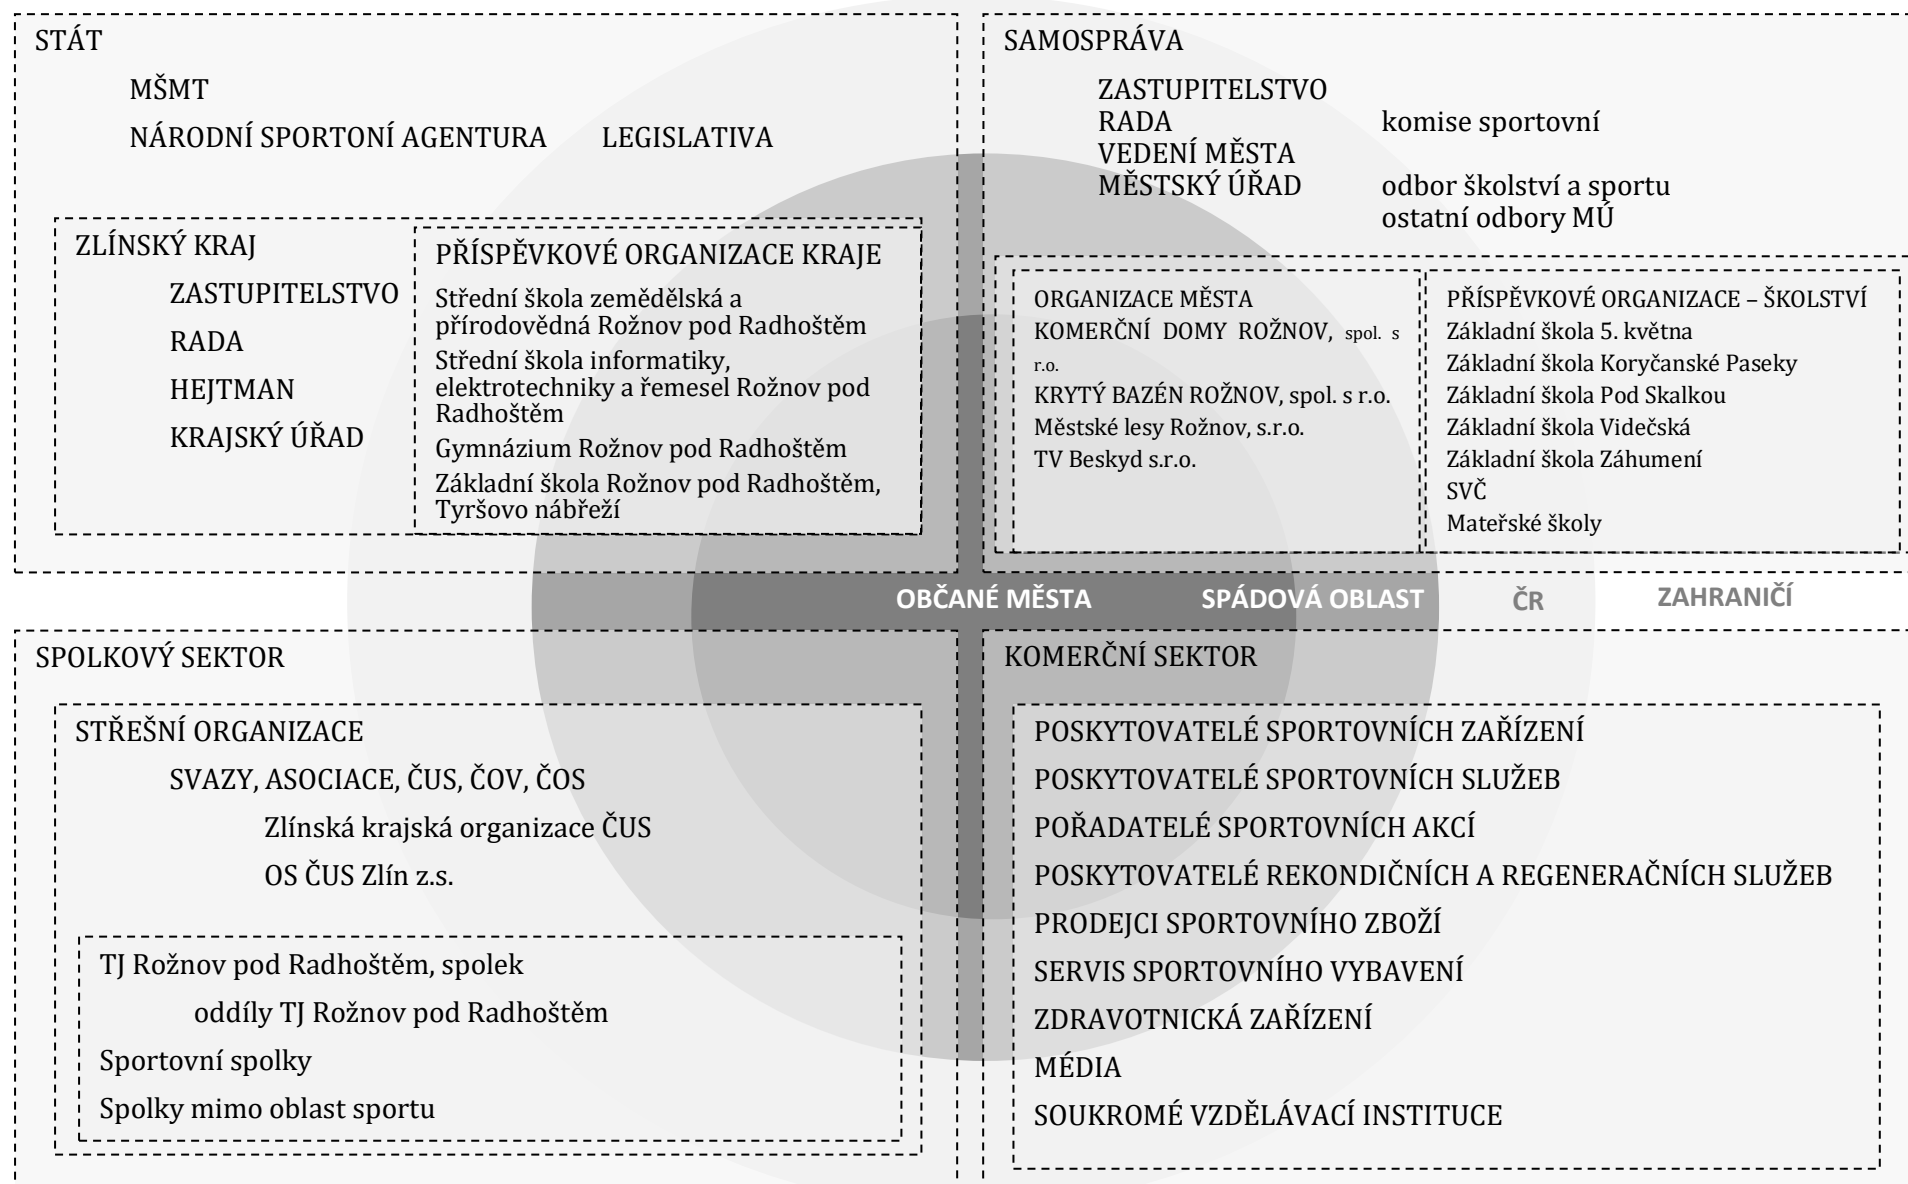 STÁT
MŠMT
NÁRODNÍ SPORTONÍ AGENTURA LEGISLATIVA
ZLÍNSKÝ KRAJ
ZASTUPITELSTVO
RADA
HEJTMAN
KRAJSKÝ ÚŘAD
PŘÍSPĚVKOVÉ ORGANIZACE KRAJE
Střední škola zemědělská a
přírodovědná Rožnov pod Radhoštěm
Střední škola informatiky,
elektrotechniky a řemesel Rožnov pod
Radhoštěm
Gymnázium Rožnov pod Radhoštěm
Základní škola Rožnov pod Radhoštěm,
Tyršovo nábřeží
SAMOSPRÁVA
ZASTUPITELSTVO
RADA komise sportovní
VEDENÍ MĚSTA
MĚSTSKÝ ÚŘAD odbor školství a sportu
ostatní odbory MÚ
ORGANIZACE MĚSTA
KOMERČNÍ DOMY ROŽNOV, spol. s
r.o.
KRYTÝ BAZÉN ROŽNOV, spol. s r.o.
Městské lesy Rožnov, s.r.o.
TV Beskyd s.r.o.
PŘÍSPĚVKOVÉ ORGANIZACE – ŠKOLSTVÍ
Základní škola 5. května
Základní škola Koryčanské Paseky
Základní škola Pod Skalkou
Základní škola Videčská
Základní škola Záhumení
SVČ
Mateřské školy
OBČANÉ MĚSTA SPÁDOVÁ OBLAST ČR ZAHRANIČÍ
SPOLKOVÝ SEKTOR
STŘEŠNÍ ORGANIZACE
SVAZY, ASOCIACE, ČUS, ČOV, ČOS
Zlínská krajská organizace ČUS
OS ČUS Zlín z.s.
TJ Rožnov pod Radhoštěm, spolek
oddíly TJ Rožnov pod Radhoštěm
Sportovní spolky
Spolky mimo oblast sportu
KOMERČNÍ SEKTOR
POSKYTOVATELÉ SPORTOVNÍCH ZAŘÍZENÍ
POSKYTOVATELÉ SPORTOVNÍCH SLUŽEB
POŘADATELÉ SPORTOVNÍCH AKCÍ
POSKYTOVATELÉ REKONDIČNÍCH A REGENERAČNÍCH SLUŽEB
PRODEJCI SPORTOVNÍHO ZBOŽÍ
SERVIS SPORTOVNÍHO VYBAVENÍ
ZDRAVOTNICKÁ ZAŘÍZENÍ
MÉDIA
SOUKROMÉ VZDĚLÁVACÍ INSTITUCE